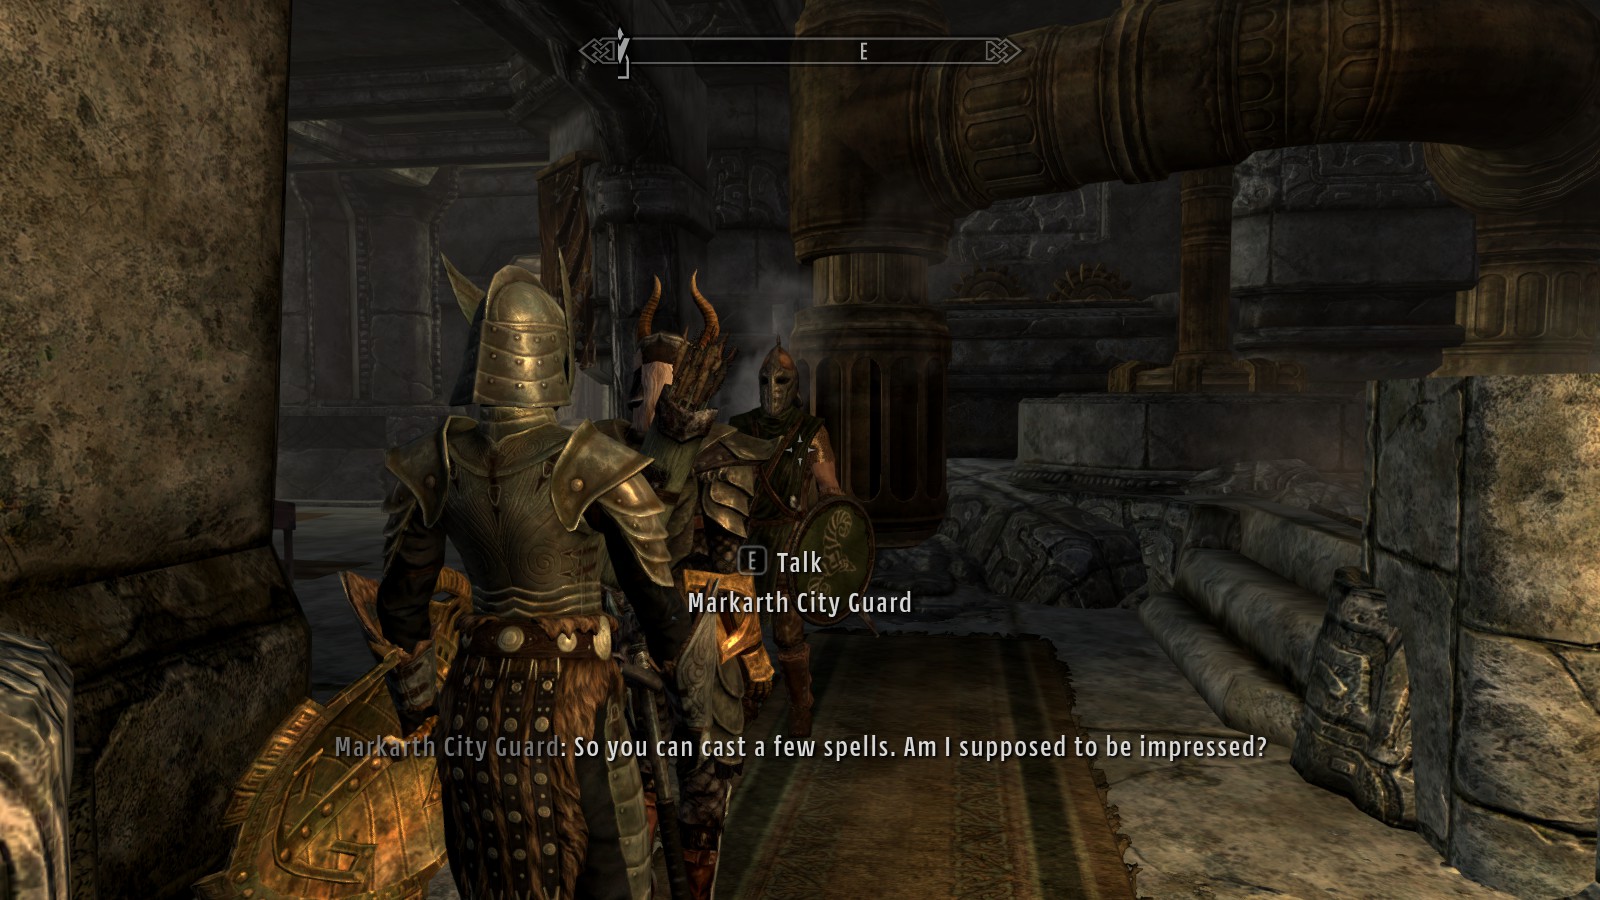 E
E Talk
Markarth City Guard
Markarth City Guard: So you can cast a few spells. Am I supposed to be impressed?